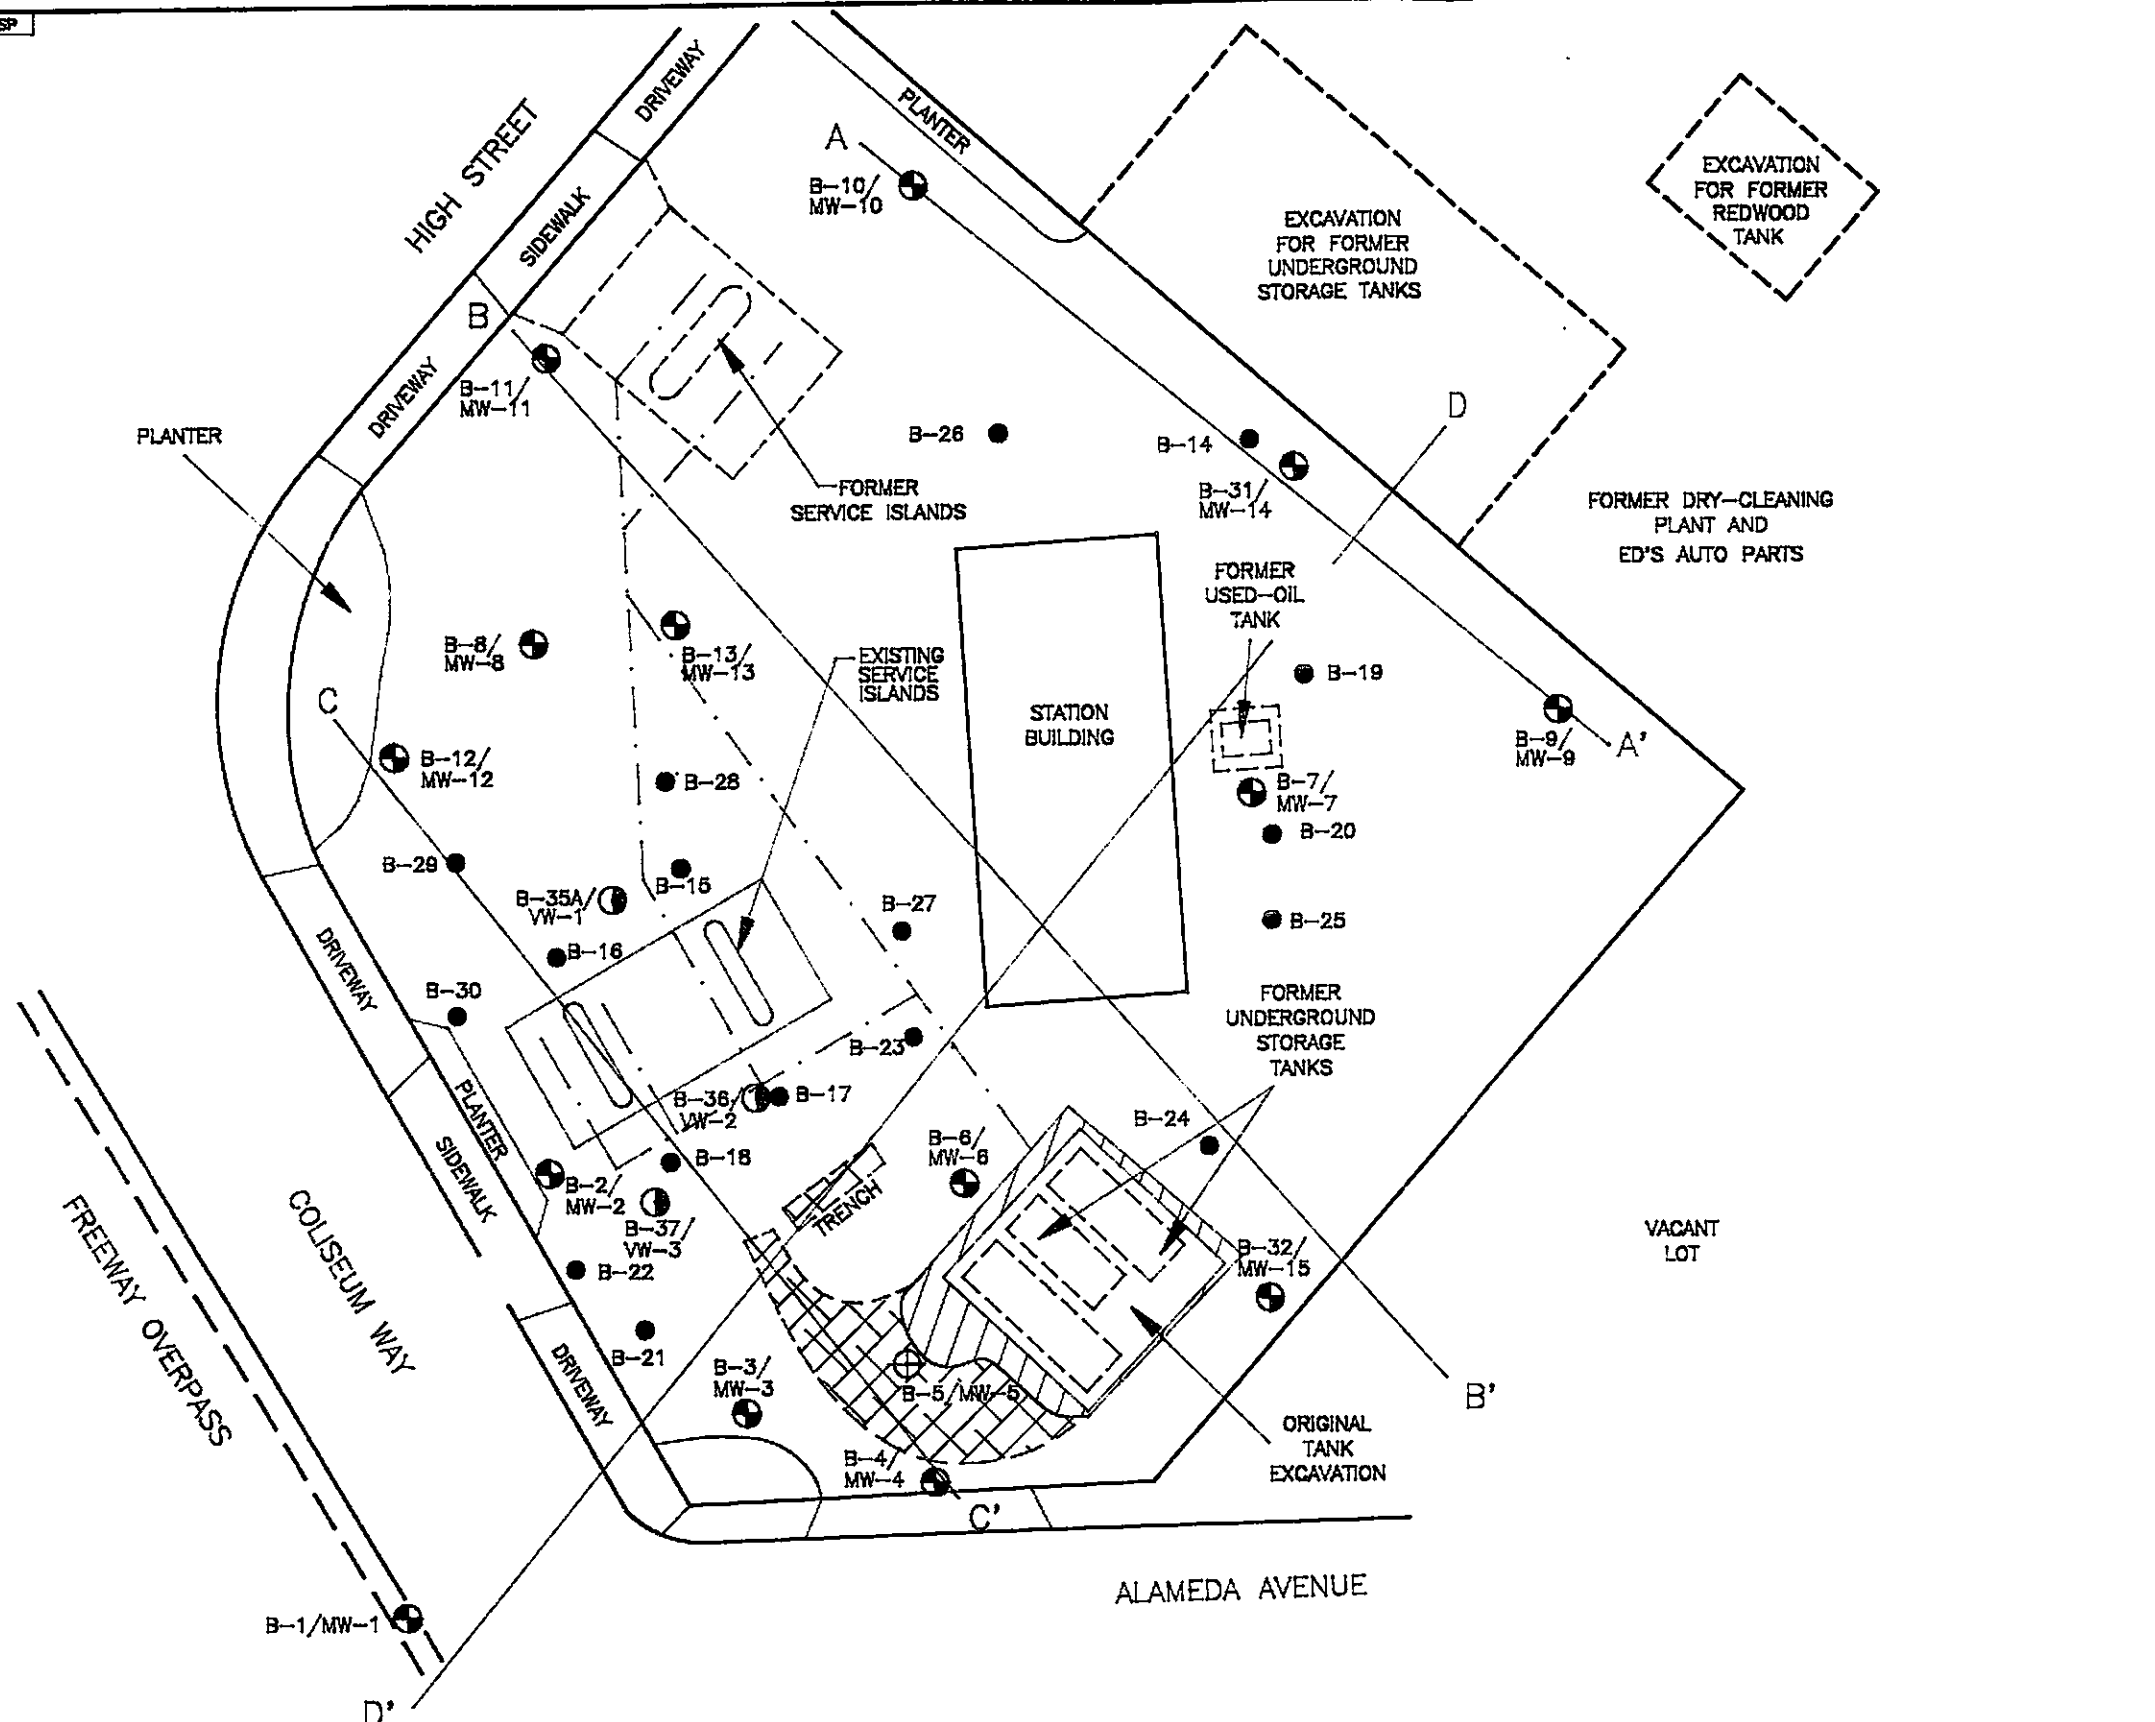 SP
DRIVEWAY
HIGH STREET
SIDEWALK
PLANTER
A
B-10/
MW-10
EXCAVATION
FOR FORMER
UNDERGROUND
STORAGE TANKS
EXCAVATION
FOR FORMER
REDWOOD
TANK
B
B-11/
MW-11
DRIVEWAY
PLANTER
FORMER
SERVICE ISLANDS
B-26
B-14
B-31/
MW-14
D
FORMER DRY-CLEANING
PLANT AND
ED'S AUTO PARTS
FORMER
USED-OIL
TANK
B-8/
MW-8
B-13/
MW-13
EXISTING
SERVICE
ISLANDS
STATION
BUILDING
B-19
B-9/
MW-9
A'
C
B-12/
MW-12
B-28
B-7/
MW-7
B-20
B-29
B-15
B-35A/
VW-1
B-27
B-25
B-16
DRIVEWAY
B-30
FORMER
UNDERGROUND
STORAGE
TANKS
B-23
B-36/
VW-2
B-17
PLANTER
SIDEWALK
B-18
B-2/
MW-2
B-37/
VW-3
TRENCH
B-6/
MW-6
B-24
B-32/
MW-15
VACANT
LOT
FREEWAY OVERPASS
COLISEUM WAY
B-22
B-21
DRIVEWAY
B-3/
MW-3
B-5/MW-5
B'
B-4/
MW-4
ORIGINAL
TANK
EXCAVATION
C'
ALAMEDA AVENUE
B-1/MW-1
D'